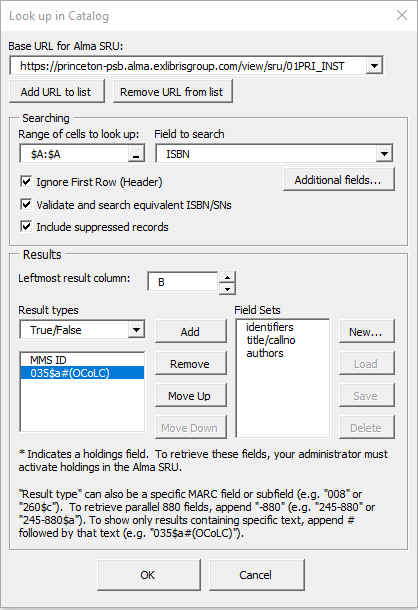 Look up in Catalog
Base URL for Alma SRU:
https://princeton-psb.alma.exlibrisgroup.com/view/sru/01PRI_INST
Add URL to list
Remove URL from list
Searching
Range of cells to look up:
Field to search
$A:$A
ISBN
Ignore First Row (Header)
Additional fields...
Validate and search equivalent ISBN/SNs
Include suppressed records
Results
Leftmost result column:
B
Result types
Field Sets
True/False
Add
identifiers
title/callno
authors
New...
MMS ID
035$a#(OCoLC)
Remove
Load
Move Up
Save
Move Down
Delete
* Indicates a holdings field. To retrieve these fields, your administrator must
activate holdings in the Alma SRU.
"Result type" can also be a specific MARC field or subfield (e.g. "008" or
"260$c"). To retrieve parallel 880 fields, append "-880" (e.g. "245-880" or
"245-880$a"). To show only results containing specific text, append #
followed by that text (e.g. "035$a#(OCoLC)").
OK
Cancel